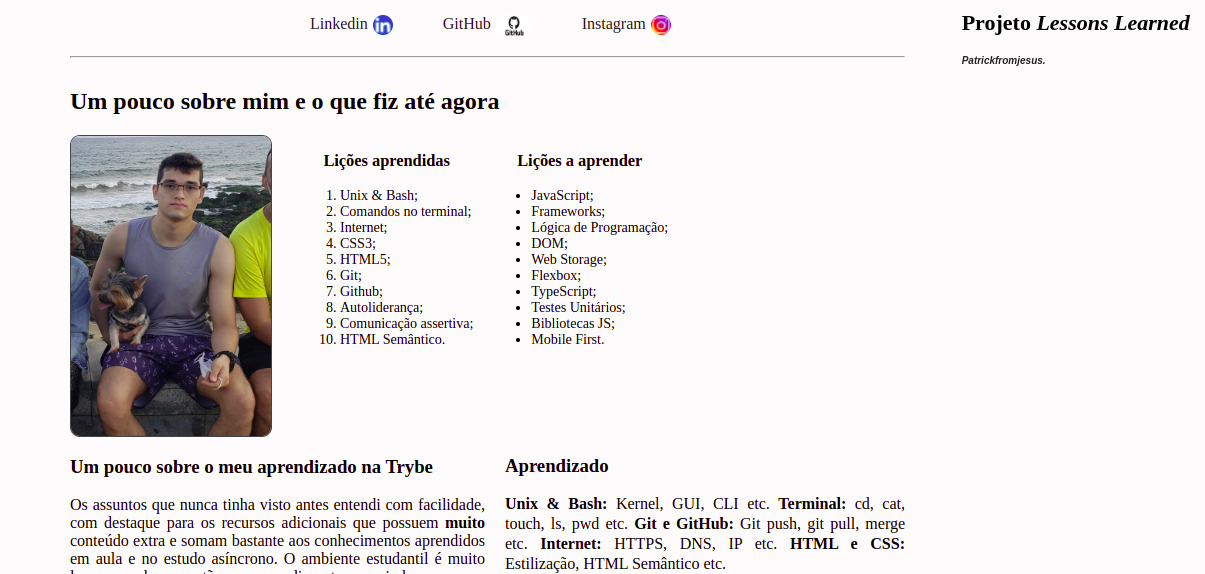 Linkedin GitHub GitHub Instagram
Projeto Lessons Learned
Patrickfromjesus.
Um pouco sobre mim e o que fiz até agora
Lições aprendidas
1. Unix & Bash;
2. Comandos no terminal;
3. Internet;
4. CSS3;
5. HTML5;
6. Git;
7. Github;
8. Autoliderança;
9. Comunicação assertiva;
10. HTML Semântico.
Lições a aprender
• JavaScript;
• Frameworks;
• Lógica de Programação;
• DOM;
• Web Storage;
• Flexbox;
• TypeScript;
• Testes Unitários;
• Bibliotecas JS;
• Mobile First.
Um pouco sobre o meu aprendizado na Trybe
Os assuntos que nunca tinha visto antes entendi com facilidade,
com destaque para os recursos adicionais que possuem muito
conteúdo extra e somam bastante aos conhecimentos aprendidos
em aula e no estudo asíncrono. O ambiente estudantil é muito
Aprendizado
Unix & Bash: Kernel, GUI, CLI etc. Terminal: cd, cat,
touch, ls, pwd etc. Git e GitHub: Git push, git pull, merge
etc. Internet: HTTPS, DNS, IP etc. HTML e CSS:
Estilização, HTML Semântico etc.